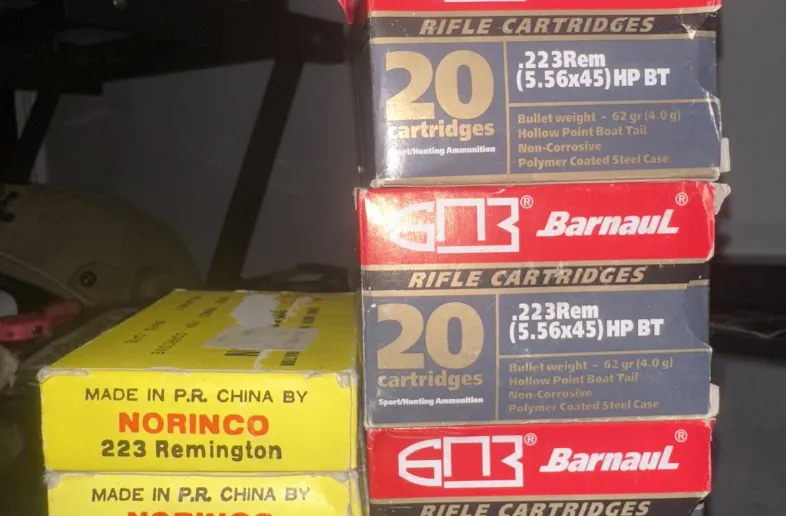 RIFLE CARTRIDGES
20
cartridges
Sport/Hunting Ammunition
.223Rem
(5.56x45) HP BT
Bullet weight - 62 gr (4.0 g)
Hollow Point Boat Tail
Non-Corrosive
Polymer Coated Steel Case
БПЗ® BarnauL®
RIFLE CARTRIDGES
20
cartridges
Sport/Hunting Ammunition
.223Rem
(5.56x45) HP BT
Bullet weight - 62 gr (4.0 g)
Hollow Point Boat Tail
Non-Corrosive
Polymer Coated Steel Case
БПЗ® BarnauL®
RIFLE CARTRIDGES
MADE IN P.R. CHINA BY
NORINCO
223 Remington
MADE IN P.R. CHINA BY
NORINCO